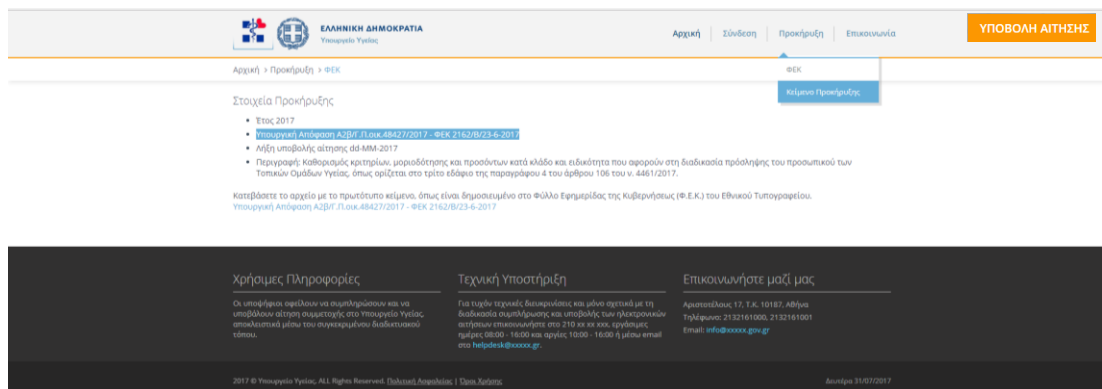 ΕΛΛΗΝΙΚΗ ΔΗΜΟΚΡΑΤΙΑ
Υπουργείο Υγείας
Αρχική Σύνδεση Προκήρυξη Επικοινωνία
ΥΠΟΒΟΛΗ ΑΙΤΗΣΗΣ
Αρχική > Προκήρυξη > ΦΕΚ
ΦΕΚ
Κείμενο Προκήρυξης
Στοιχεία Προκήρυξης
• Έτος 2017
• Υπουργική Απόφαση Α2β/Γ.Π.οικ.48427/2017 - ΦΕΚ 2162/Β/23-6-2017
• Λήξη υποβολής αίτησης dd-MM-2017
• Περιγραφή: Καθορισμός κριτηρίων, μοριοδότησης και προσόντων κατά κλάδο και ειδικότητα που αφορούν στη διαδικασία πρόσληψης του προσωπικού των
Τοπικών Ομάδων Υγείας, όπως ορίζεται στο τρίτο εδάφιο της παραγράφου 4 του άρθρου 106 του ν. 4461/2017.
Κατεβάσετε το αρχείο με το πρωτότυπο κείμενο, όπως είναι δημοσιευμένο στο Φύλλο Εφημερίδας της Κυβερνήσεως (Φ.Ε.Κ.) του Εθνικού Τυπογραφείου.
Υπουργική Απόφαση Α2β/Γ.Π.οικ.48427/2017 - ΦΕΚ 2162/Β/23-6-2017
Χρήσιμες Πληροφορίες
Οι υποψήφιοι οφείλουν να συμπληρώσουν και να
υποβάλουν αίτηση συμμετοχής στο Υπουργείο Υγείας,
αποκλειστικά μέσω του συγκεκριμένου διαδικτυακού
τόπου.
Τεχνική Υποστήριξη
Για τυχόν τεχνικές διευκρινίσεις και μόνο σχετικά με τη
διαδικασία συμπλήρωσης και υποβολής των ηλεκτρονικών
αιτήσεων επικοινωνήστε στο 210 xx xx xxx, εργάσιμες
ημέρες 08:00 - 16:00 και αργίες 10:00 - 16:00 ή μέσω email
στο helpdesk@xxxxx.gr.
Επικοινωνήστε μαζί μας
Αριστοτέλους 17, Τ.Κ. 10187, Αθήνα
Τηλέφωνο: 2132161000, 2132161001
Email: info@xxxxx.gov.gr
2017 © Υπουργείο Υγείας, ALL Rights Reserved. Πολιτική Ασφαλείας | Όροι Χρήσης
Δευτέρα 31/07/2017